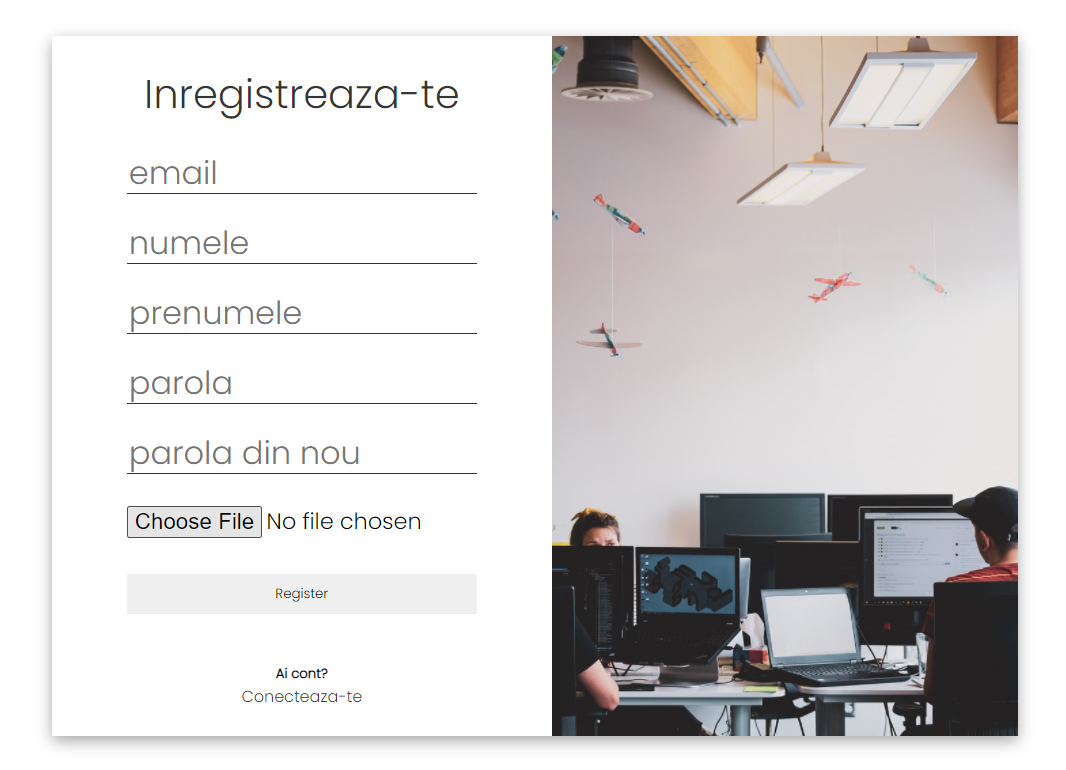 Inregistreaza-te
email
numele
prenumele
parola
parola din nou
Choose File No file chosen
Register
Ai cont?
Conecteaza-te